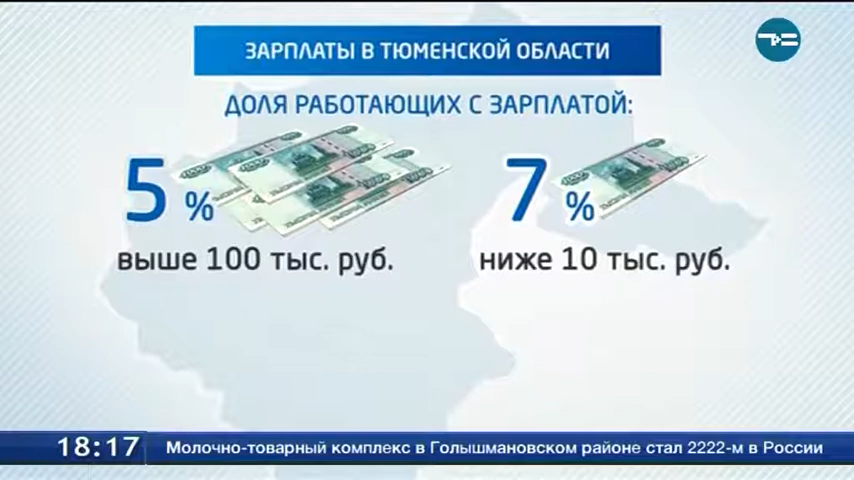 ЗАРПЛАТЫ В ТЮМЕНСКОЙ ОБЛАСТИ
ДОЛЯ РАБОТАЮЩИХ С ЗАРПЛАТОЙ:
5 %
выше 100 тыс. руб.
7 %
ниже 10 тыс. руб.
18:17 Молочно-товарный комплекс в Голышмановском районе стал 2222-м в России